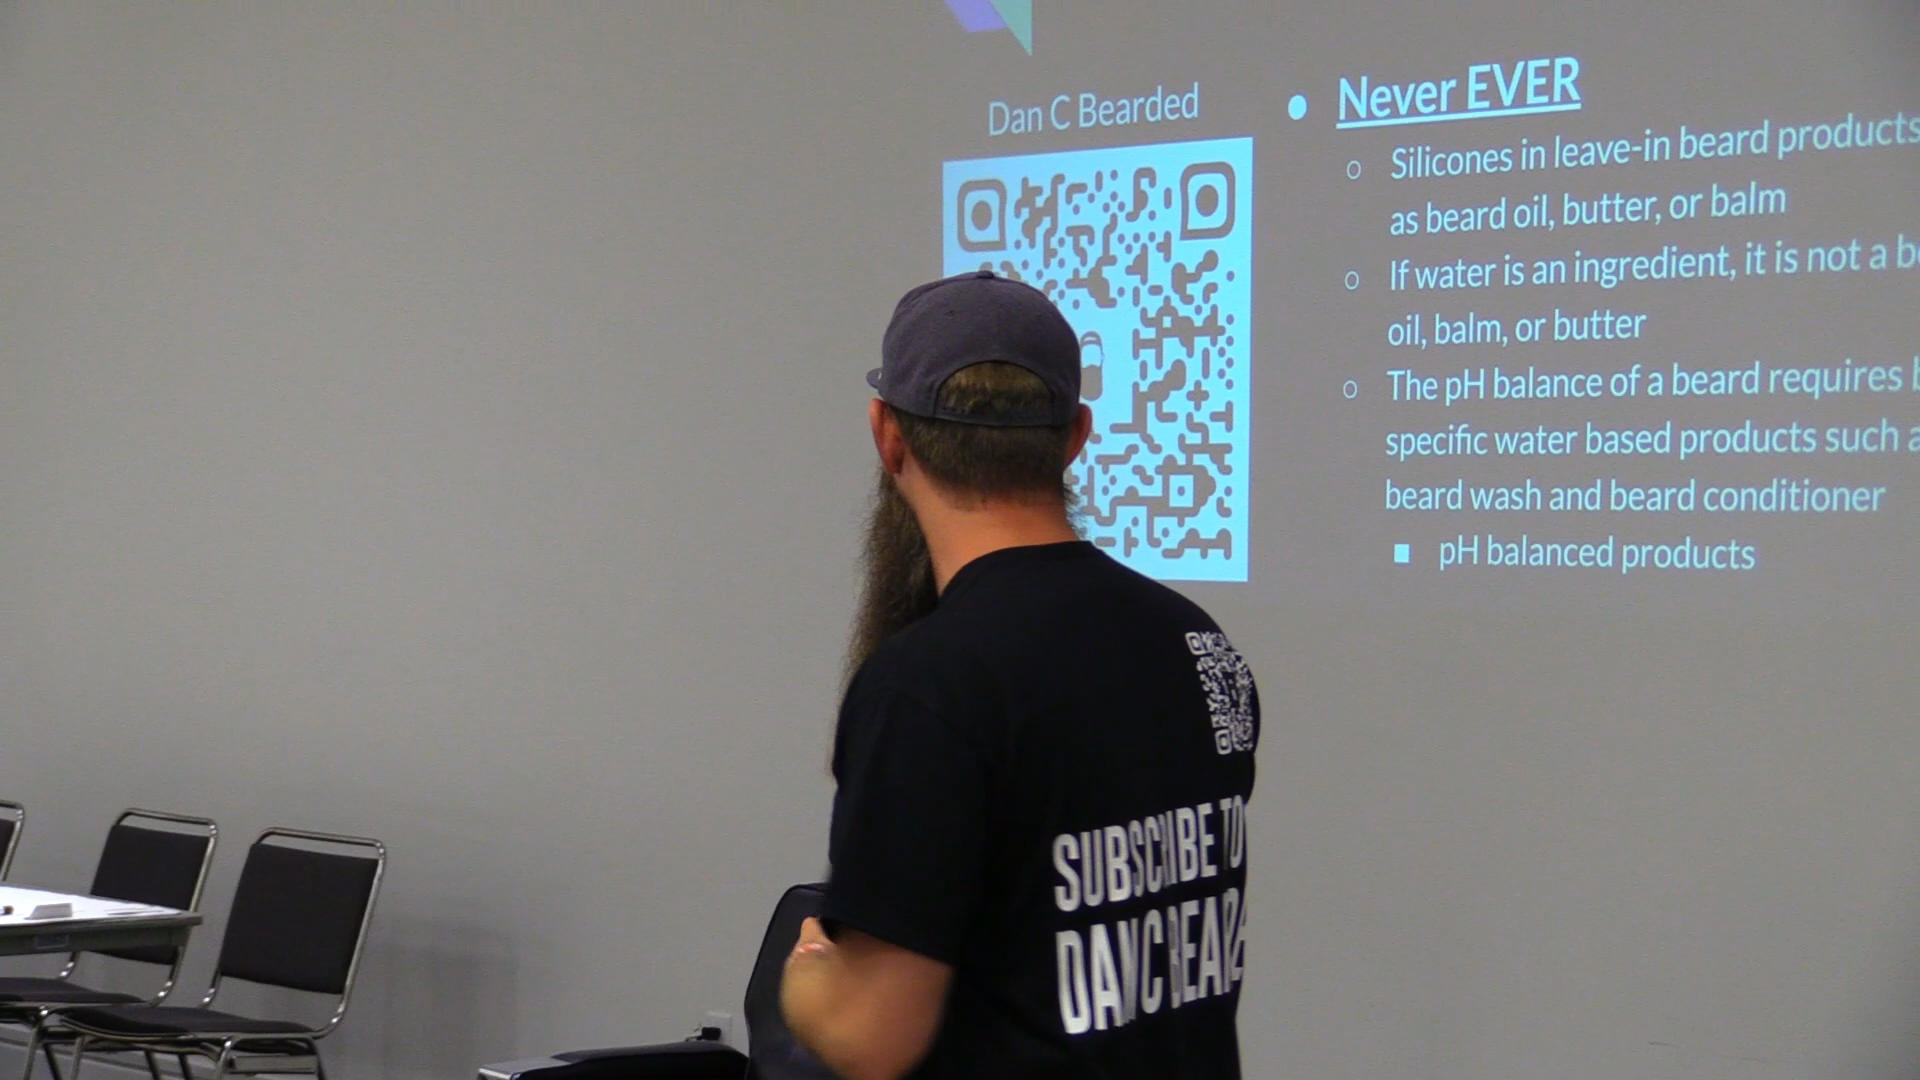 Dan C Bearded
Never EVER
Silicones in leave-in beard products
as beard oil, butter, or balm
If water is an ingredient, it is not a
oil, balm, or butter
The pH balance of a beard requires
specific water based products such
beard wash and beard conditioner
pH balanced products
SUBSCRIBE TO
DAN C